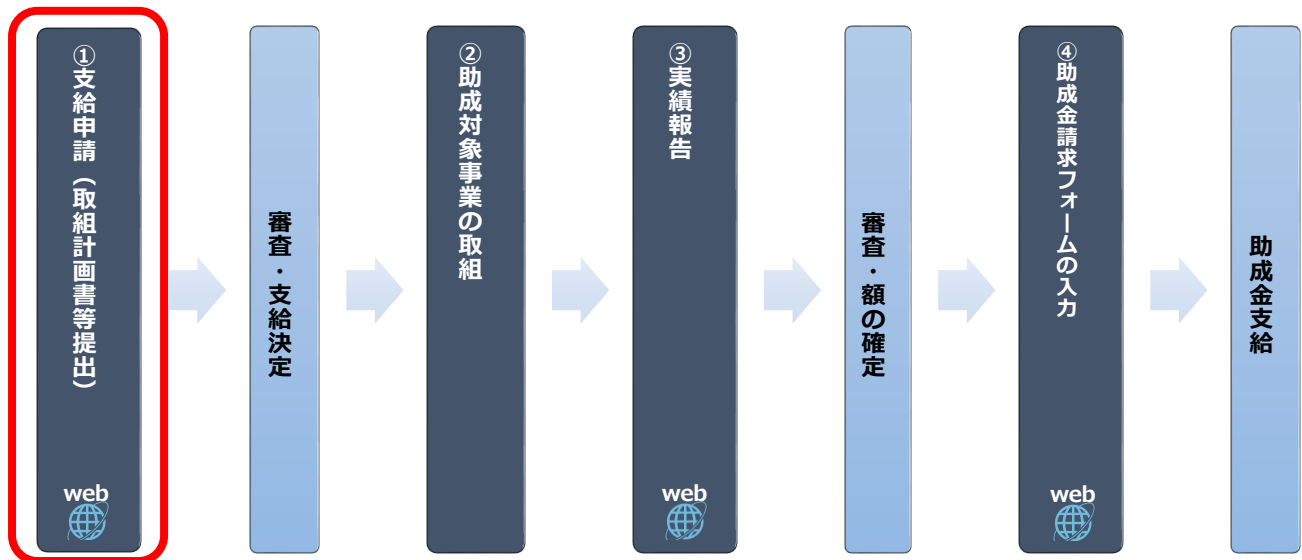 ①支給申請（取組計画書等提出）
web
審査・支給決定
②助成対象事業の取組
③実績報告
web
審査・額の確定
④助成金請求フォームの入力
web
助成金支給